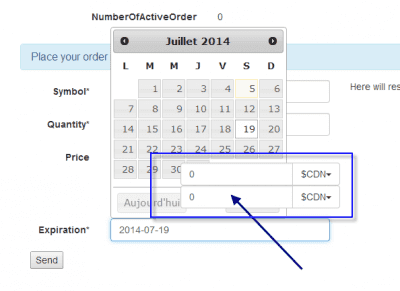 NumberOfActiveOrder 0
Juillet 2014
Place your order
L M M J V S D
1 2 3 4 5 6
Symbol*
Here will res
7 8 9 10 11 12 13
Quantity*
14 15 16 17 18 19 20
21 22 23 24 25 26 27
Price
28 29 30
0 $CDN
Aujourd'hui
0 $CDN
Expiration*
2014-07-19
Send